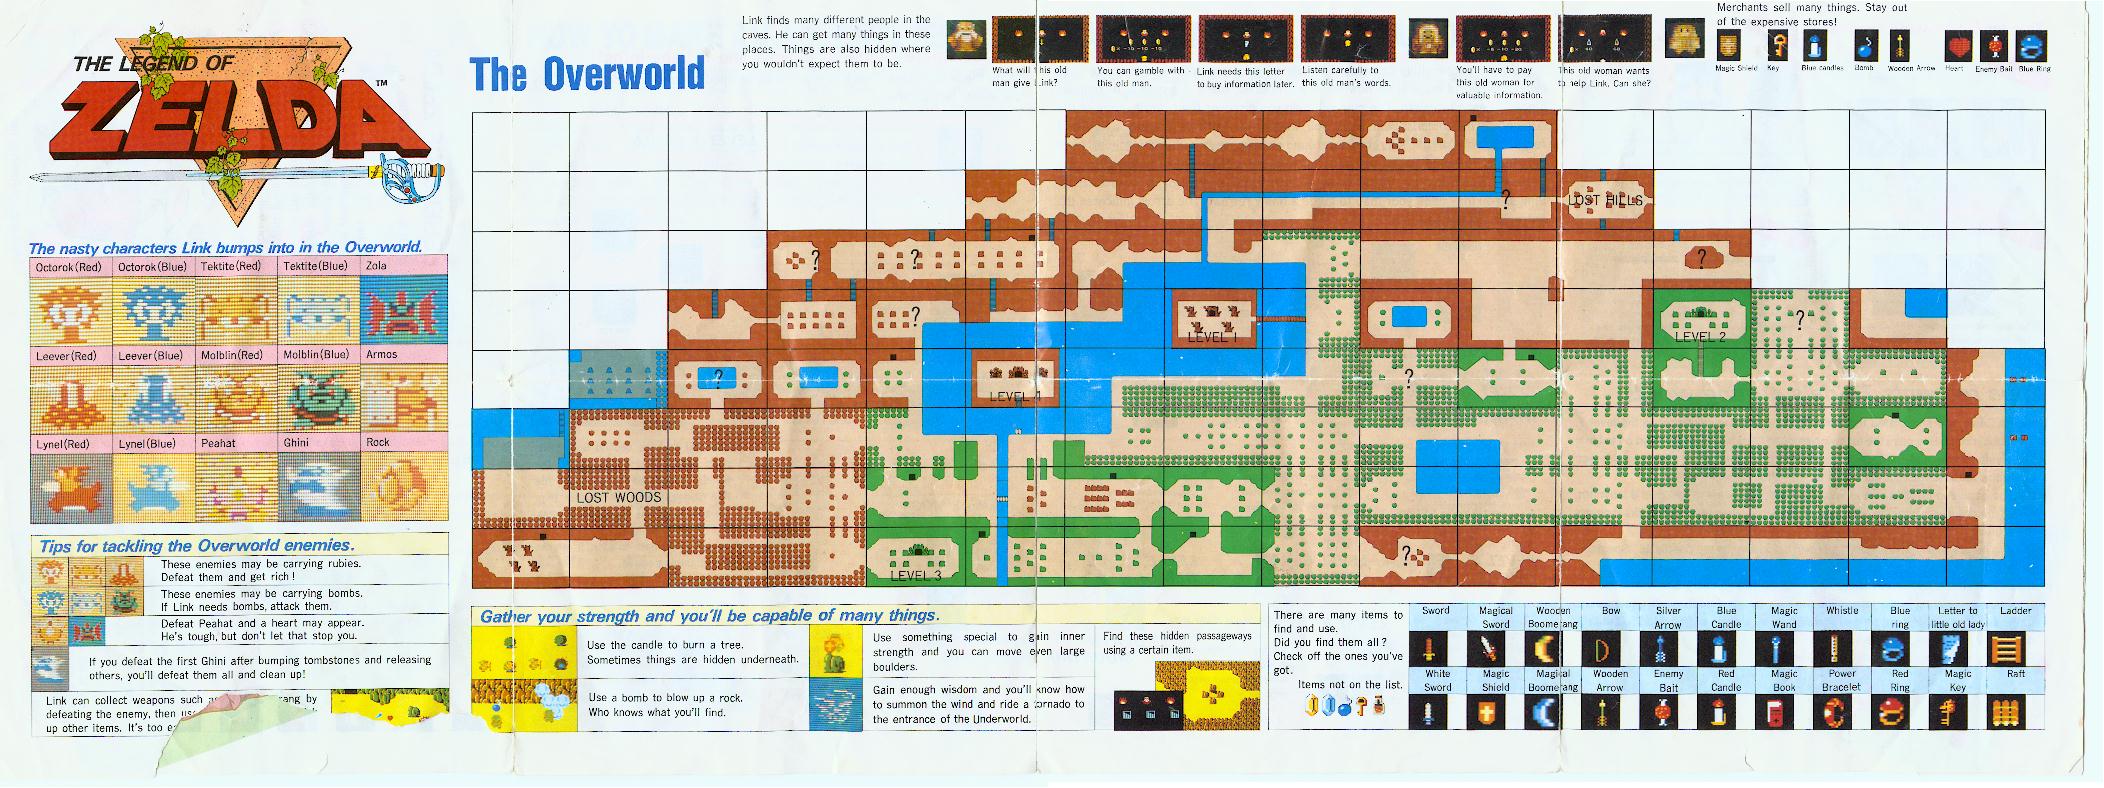 THE LEGEND OF
ZELDA™
The Overworld
Link finds many different people in the
caves. He can get many things in these
places. Things are also hidden where
you wouldn't expect them to be.
What will this old
man give Link?
You can gamble with
this old man.
Link needs this letter
to buy information later.
Listen carefully to
this old man's words.
You'll have to pay
this old woman for
valuable information.
This old woman wants
to help Link. Can she?
Merchants sell many things. Stay out
of the expensive stores!
Magic Shield
Key
Blue candles
Bomb
Wooden Arrow
Heart
Enemy Bait
Blue Ring
The nasty characters Link bumps into in the Overworld.
Octorok (Red)
Octorok (Blue)
Tektite (Red)
Tektite (Blue)
Zola
Leever (Red)
Leever (Blue)
Molblin (Red)
Molblin (Blue)
Armos
Lynel (Red)
Lynel (Blue)
Peahat
Ghini
Rock
Tips for tackling the Overworld enemies.
These enemies may be carrying rubies.
Defeat them and get rich!
These enemies may be carrying bombs.
If Link needs bombs, attack them.
Defeat Peahat and a heart may appear.
He's tough, but don't let that stop you.
If you defeat the first Ghini after bumping tombstones and releasing
others, you'll defeat them all and clean up!
Link can collect weapons such
defeating the enemy, then
up other items. It's too
?
LOST HILLS
?
?
?
?
LEVEL 1
LEVEL 2
?
?
LEVEL 1
?
LOST WOODS
LEVEL 3
?
Gather your strength and you'll be capable of many things.
Use the candle to burn a tree.
Sometimes things are hidden underneath.
Use a bomb to blow up a rock.
Who knows what you'll find.
Use something special to gain inner
strength and you can move even large
boulders.
Gain enough wisdom and you'll know how
to summon the wind and ride a tornado to
the entrance of the Underworld.
Find these hidden passageways
using a certain item.
There are many items to
find and use.
Did you find them all?
Check off the ones you've
got.
Items not on the list.
Sword
Magical Sword
Wooden Boomerang
Bow
Silver Arrow
Blue Candle
Magic Wand
Whistle
Blue ring
Letter to little old lady
Ladder
White Sword
Magic Shield
Magical Boomerang
Wooden Arrow
Enemy Bait
Red Candle
Magic Book
Power Bracelet
Red Ring
Magic Key
Raft